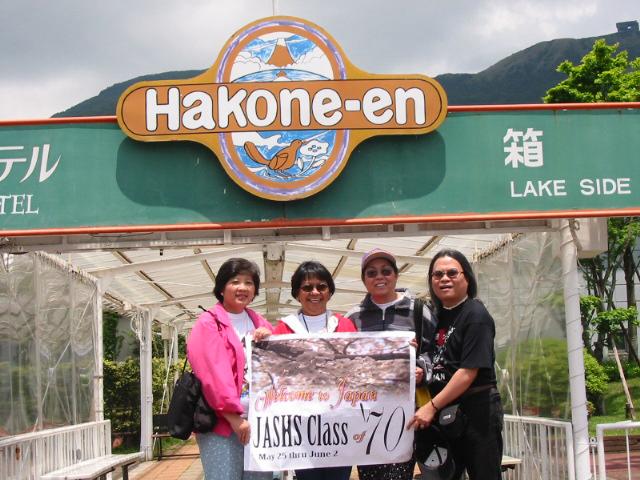 Hakone-en
テル
TEL
箱
LAKE SIDE
Welcome to Japan
JASHS Class of '70
May 25 thru June 2